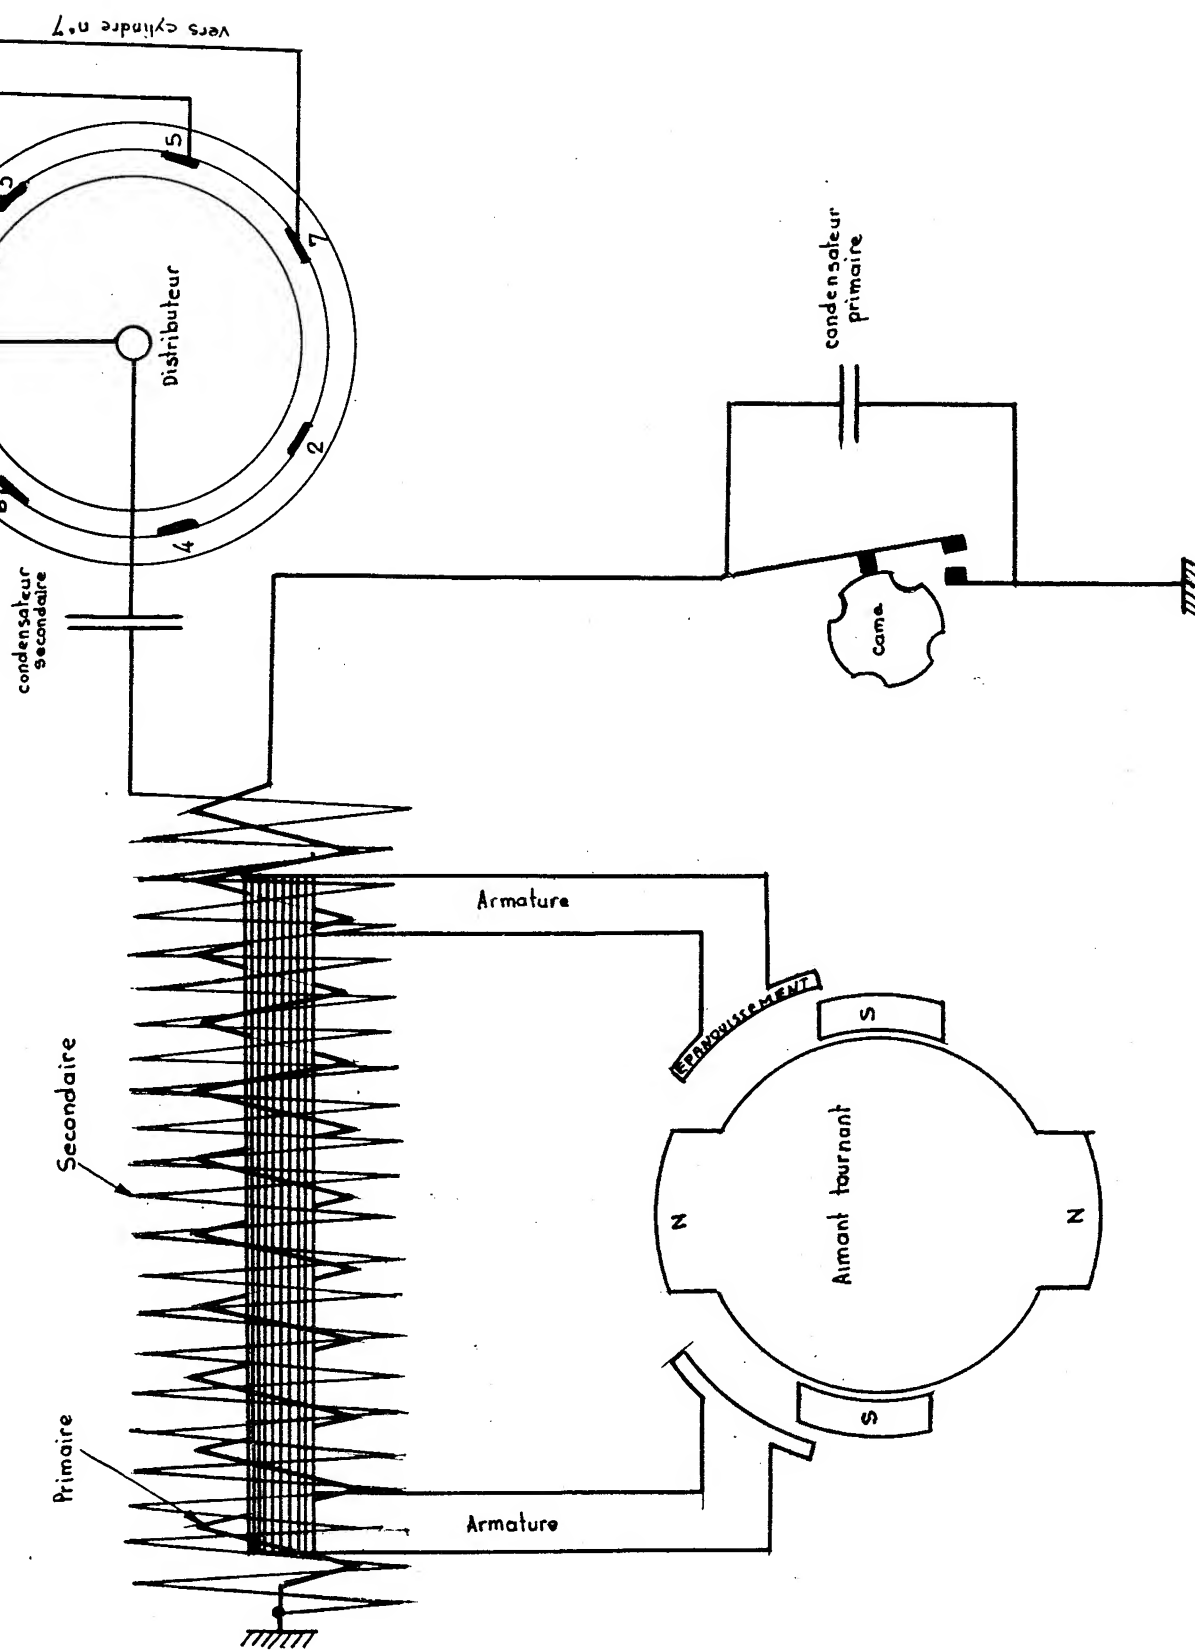 vers cylindre n°7
5
7
Distributeur
2
4
condensateur
secondaire
condensateur
primaire
came
Armature
EPANOUISSEMENT
S
Secondaire
N
Aimant tournant
N
S
Primaire
Armature